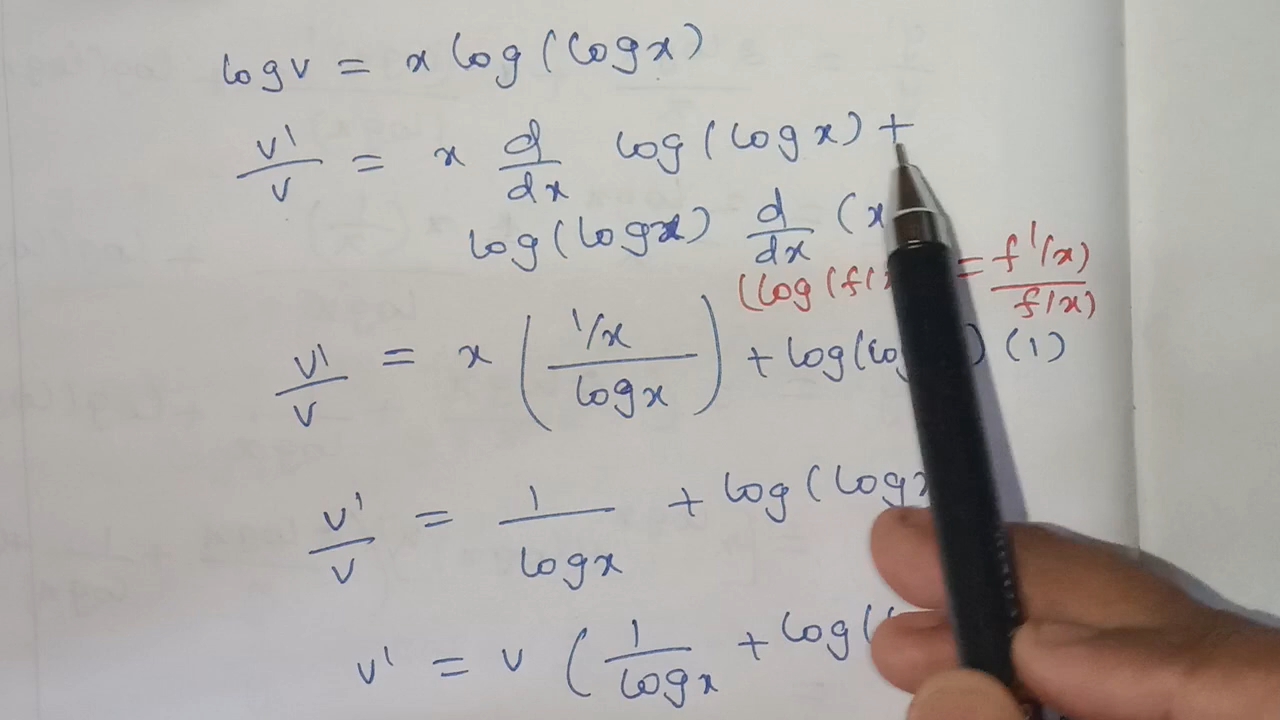 log v = x log(log x)
v'/v = x d/dx log(log x) +
log(log x) d/dx (x
(log(f( = f'(x)/f(x)
v'/v = x ( 1/x / log x ) + log(log ) (1)
v'/v = 1/log x + log(log x
v' = v ( 1/log x + log(